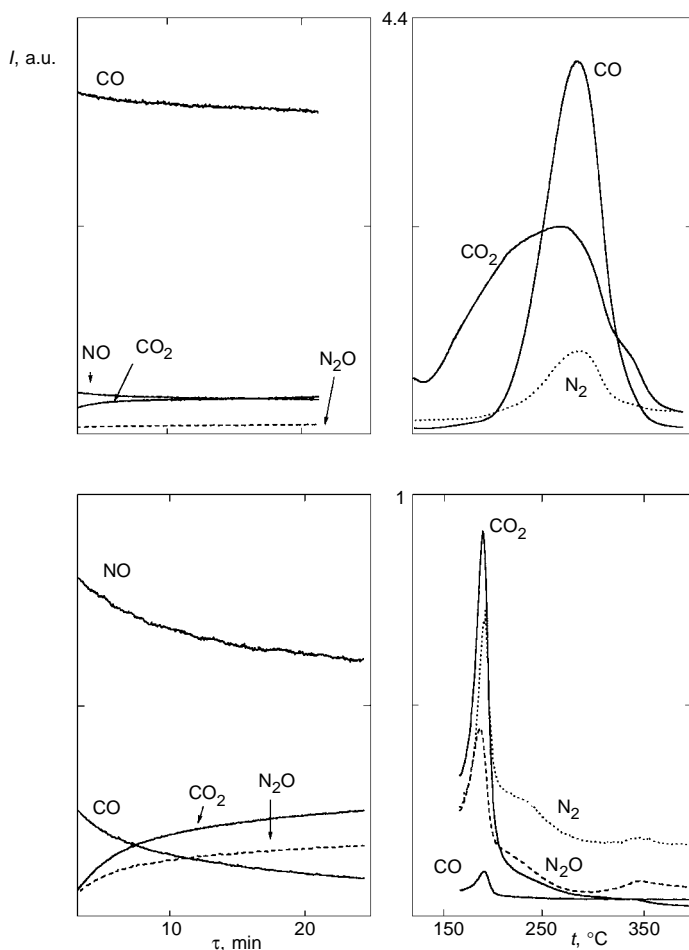 4.4
I, a.u.
CO
CO
CO2
NO
CO2
N2O
N2
1
CO2
NO
CO
CO2
N2O
N2
N2O
CO
10
20
150
250
350
τ, min
t, °C